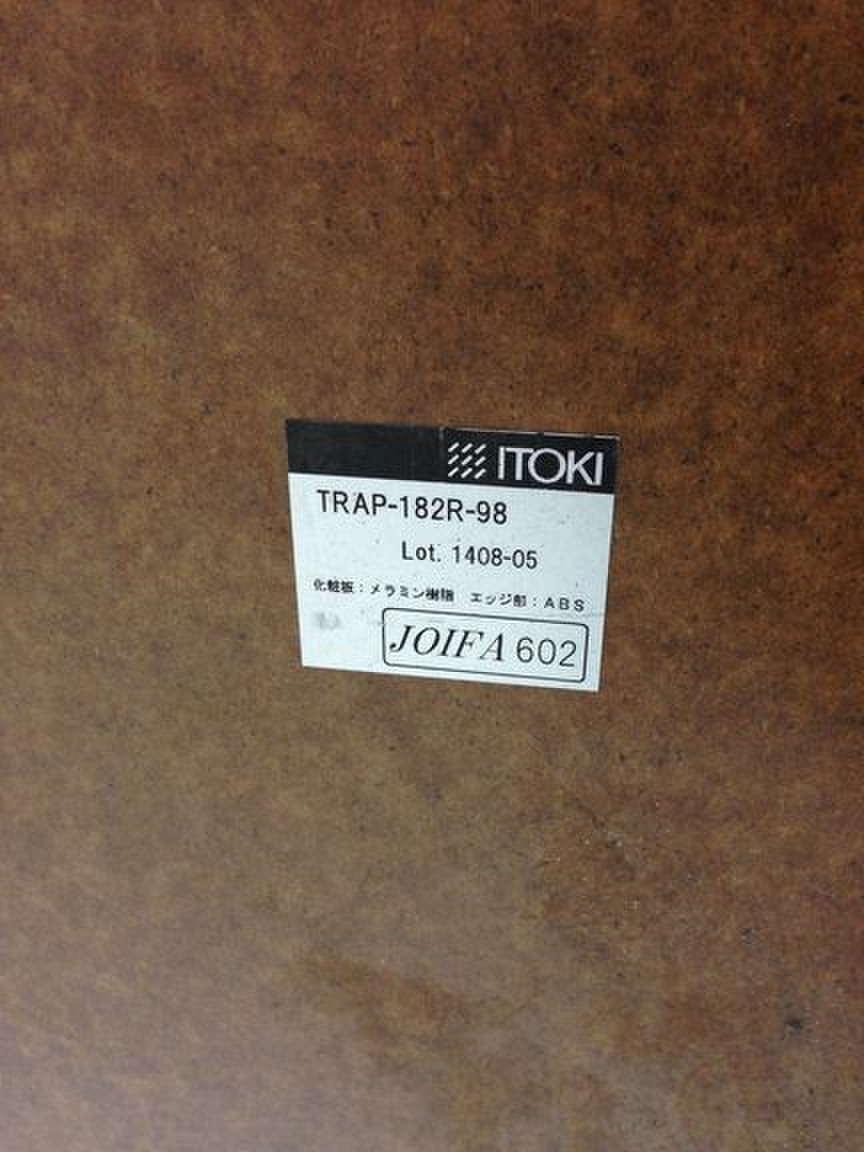 ITOKI
TRAP-182R-98
Lot. 1408-05
化粧板：メラミン樹脂 エッジ部：ABS
JOIFA 602